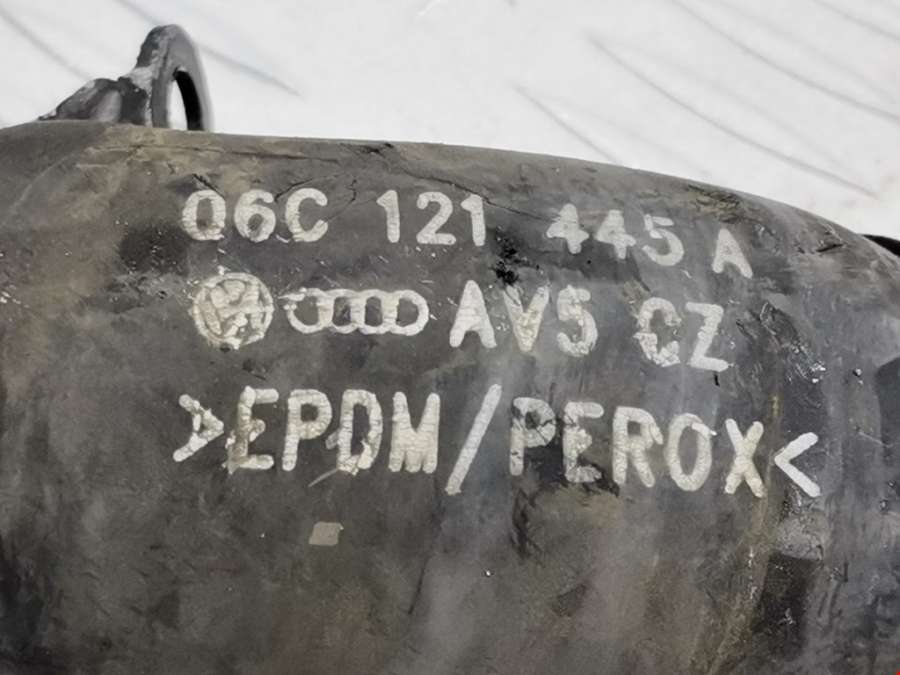 06C 121 445 A
AVS CZ
>EPDM/PEROX<